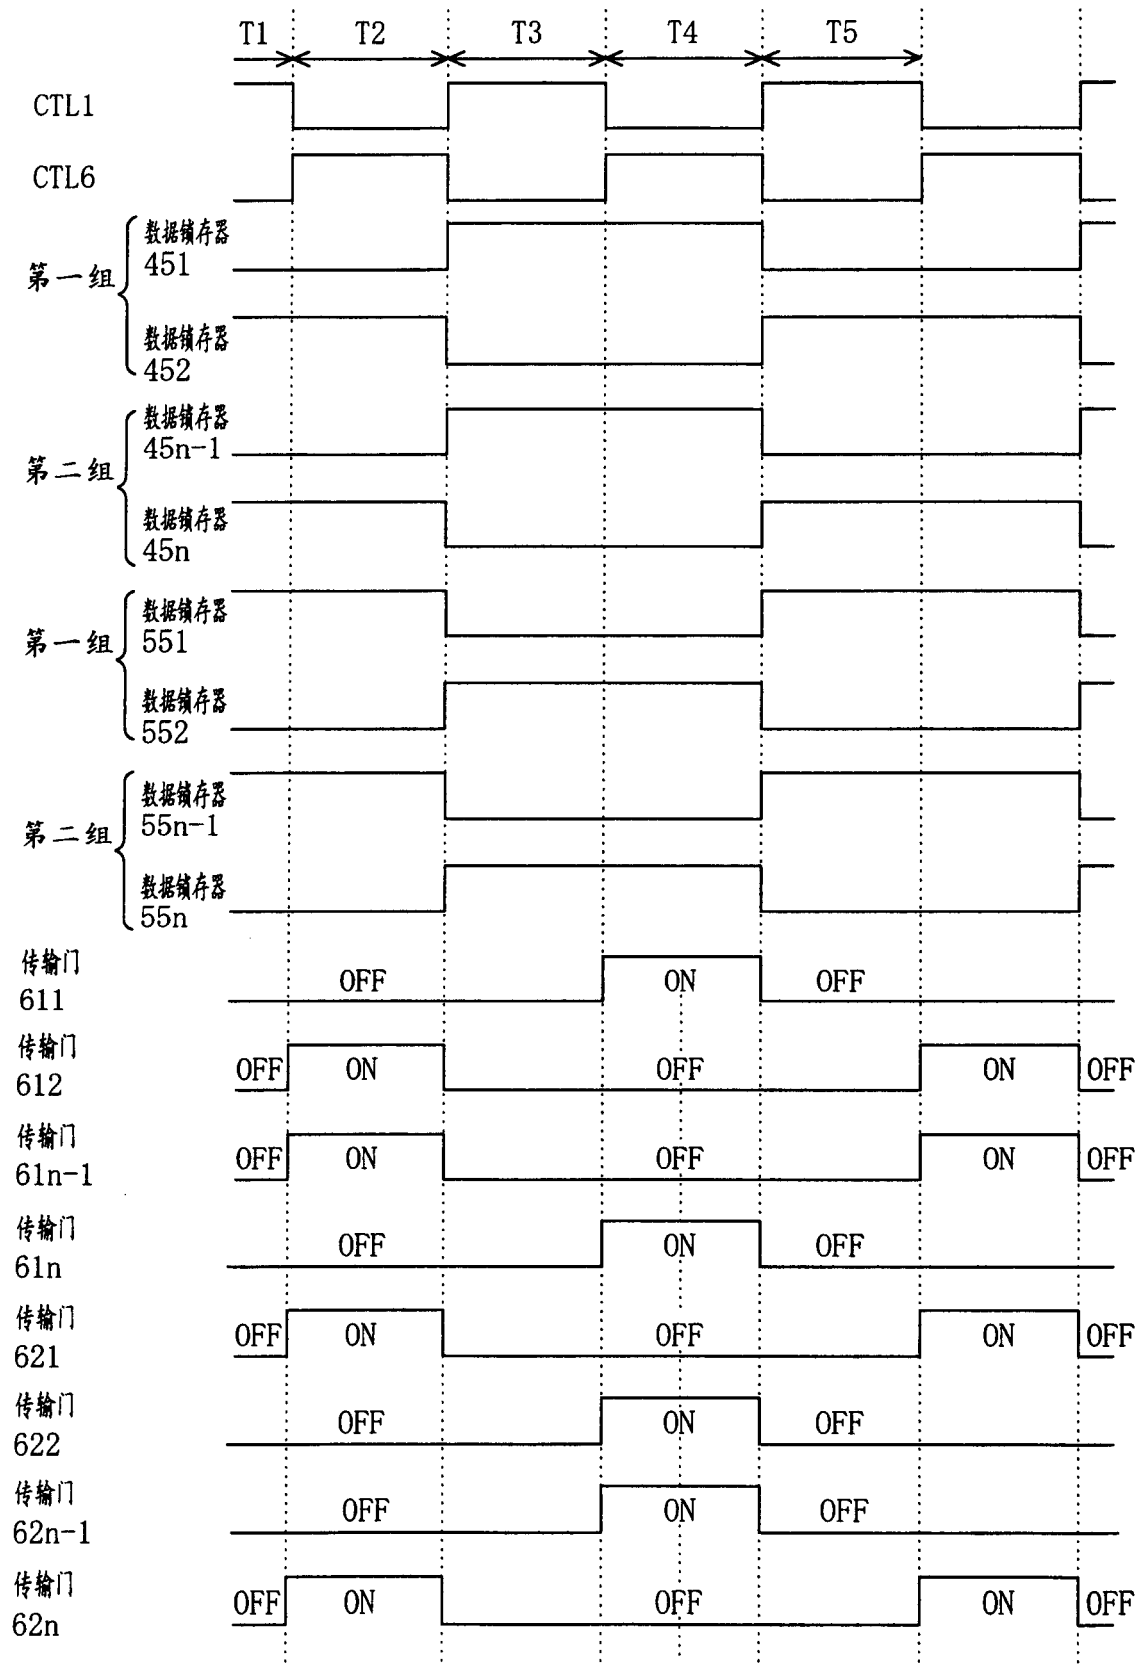 T1 T2 T3 T4 T5
CTL1
CTL6
第一组
数据锁存器
451
数据锁存器
452
第二组
数据锁存器
45n-1
数据锁存器
45n
第一组
数据锁存器
551
数据锁存器
552
第二组
数据锁存器
55n-1
数据锁存器
55n
传输门
611
OFF ON OFF
传输门
612
OFF ON OFF ON OFF
传输门
61n-1
OFF ON OFF ON OFF
传输门
61n
OFF ON OFF
传输门
621
OFF ON OFF ON OFF
传输门
622
OFF ON OFF
传输门
62n-1
OFF ON OFF
传输门
62n
OFF ON OFF ON OFF